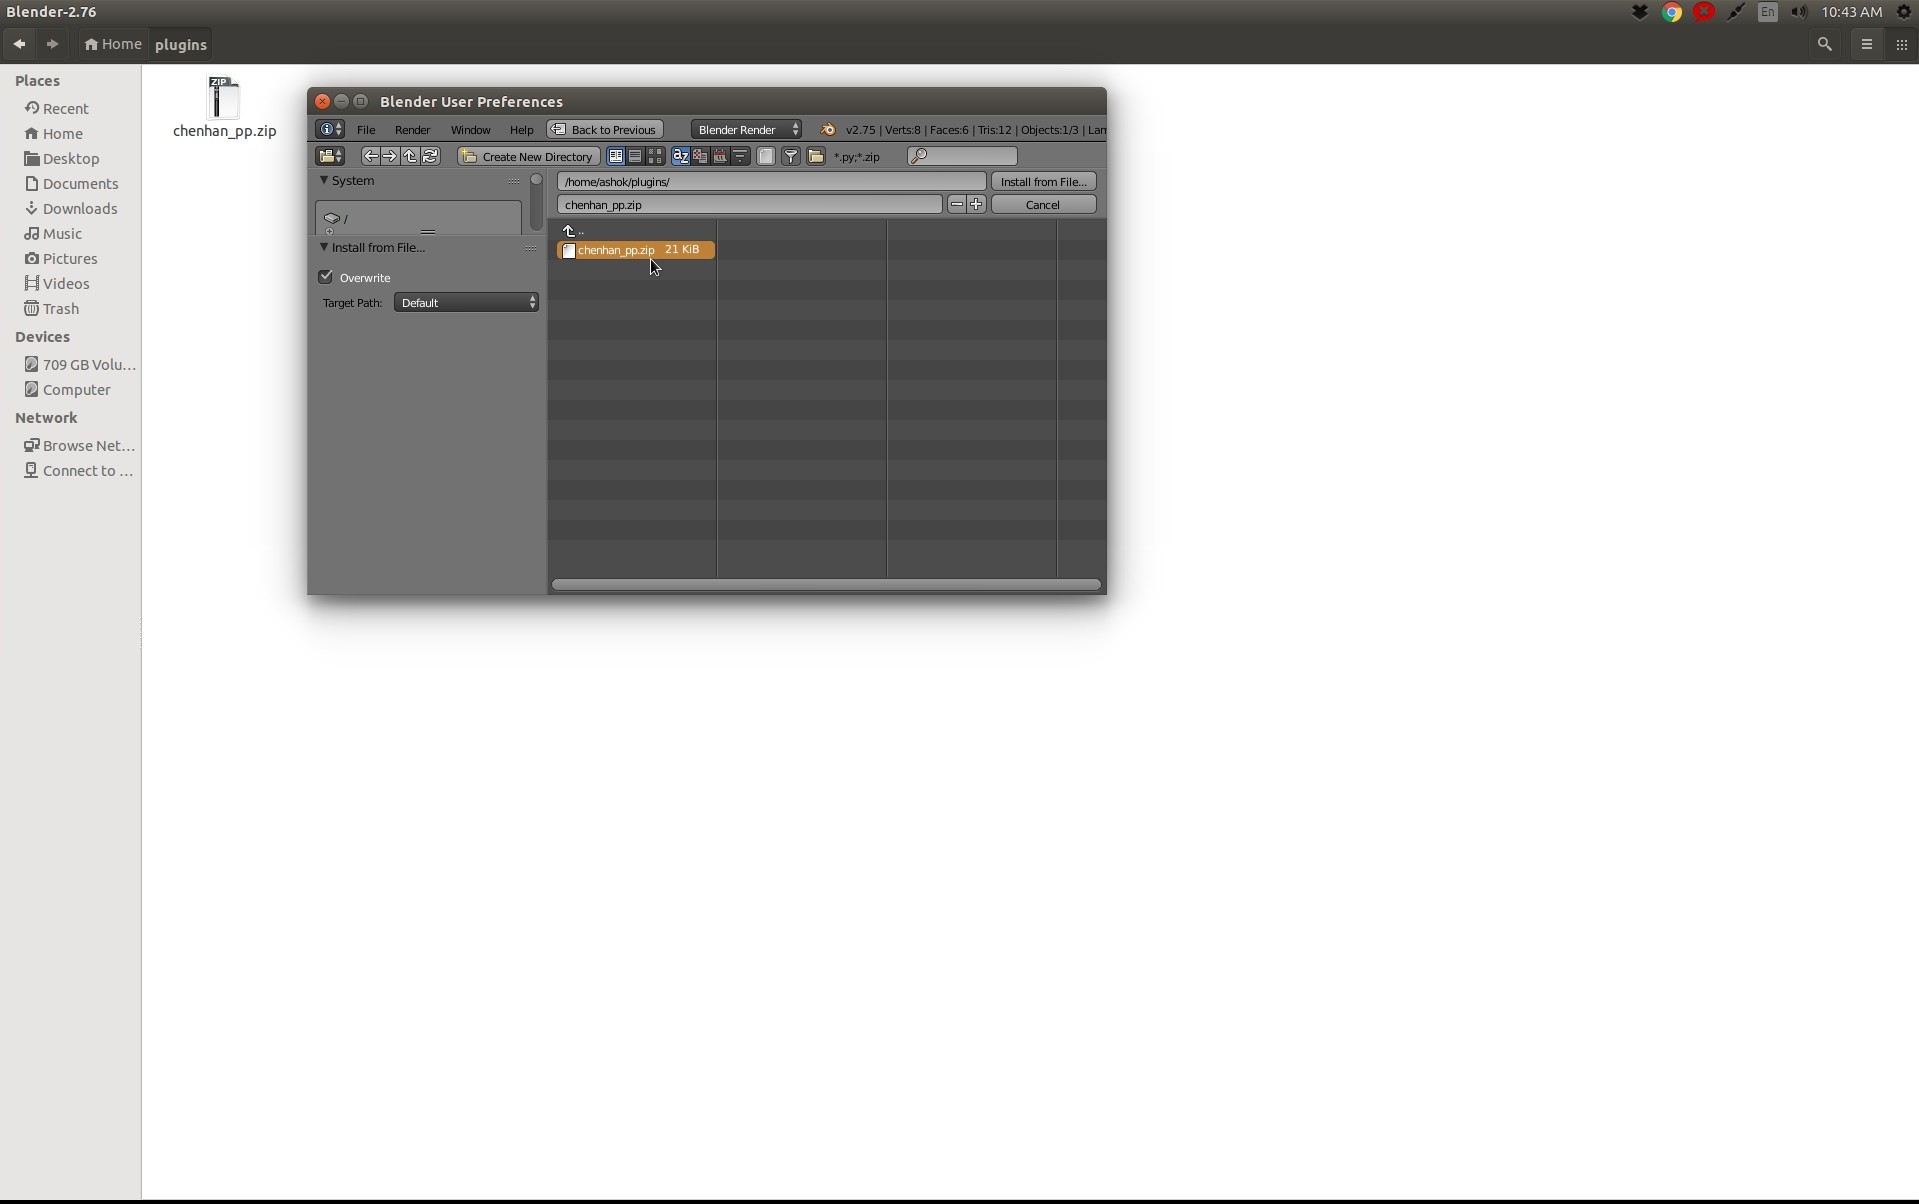 Blender-2.76
En
10:43 AM
Home
plugins
Places
Recent
Home
Desktop
Documents
Downloads
Music
Pictures
Videos
Trash
Devices
709 GB Volu...
Computer
Network
Browse Net...
Connect to ...
ZIP
chenhan_pp.zip
Blender User Preferences
File Render Window Help Back to Previous Blender Render v2.75 | Verts:8 | Faces:6 | Tris:12 | Objects:1/3 | Lam
Create New Directory az *.py;*.zip
System
/
Install from File...
Overwrite
Target Path: Default
/home/ashok/plugins/ Install from File...
chenhan_pp.zip Cancel
..
chenhan_pp.zip 21 KiB